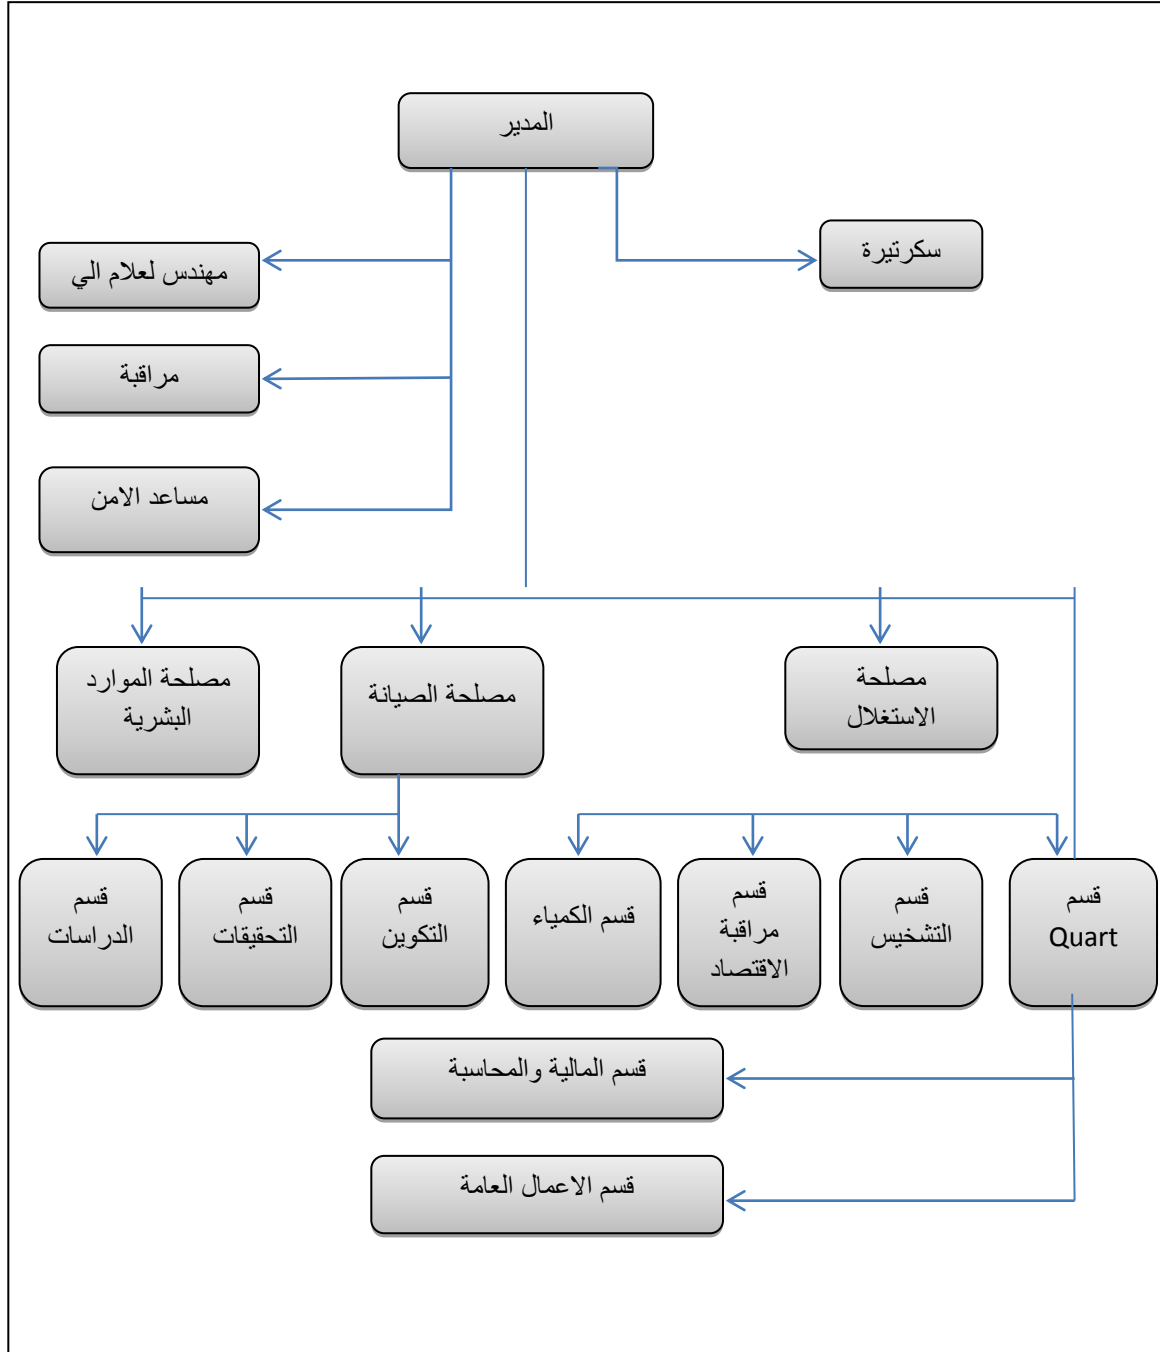 المدير
سكرتيرة
مهندس لعلام الي
مراقبة
مساعد الامن
مصلحة
الاستغلال
مصلحة الصيانة
مصلحة الموارد
البشرية
قسم
Quart
قسم
التشخيس
قسم
مراقبة
الاقتصاد
قسم الكمياء
قسم
التكوين
قسم
التحقيقات
قسم
الدراسات
قسم المالية والمحاسبة
قسم الاعمال العامة